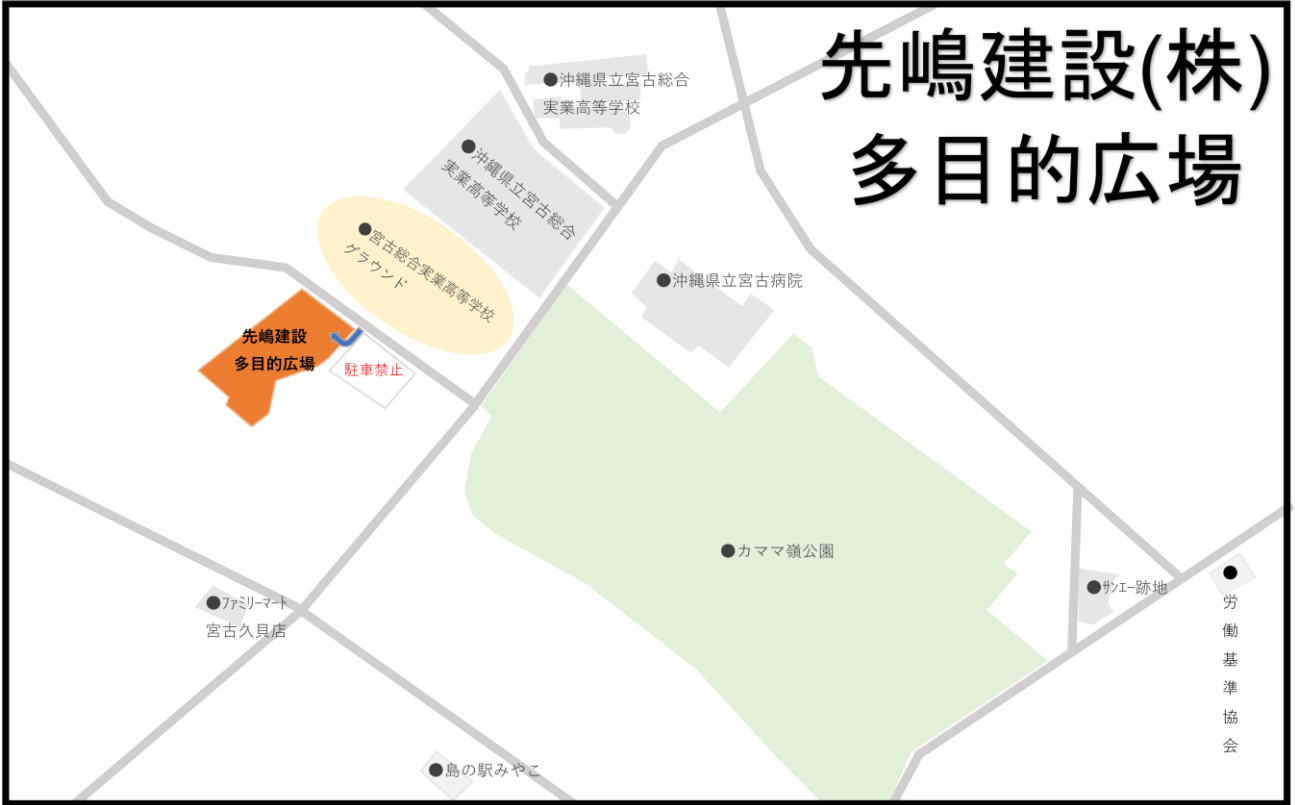 先嶋建設(株)
多目的広場
●沖縄県立宮古総合
実業高等学校
●沖縄県立宮古総合
実業高等学校
●宮古総合実業高等学校
グラウンド
●沖縄県立宮古病院
先嶋建設
多目的広場
駐車禁止
●カママ嶺公園
●サンエー跡地
●
労
働
基
準
協
会
●ファミリーマート
宮古久貝店
●島の駅みやこ